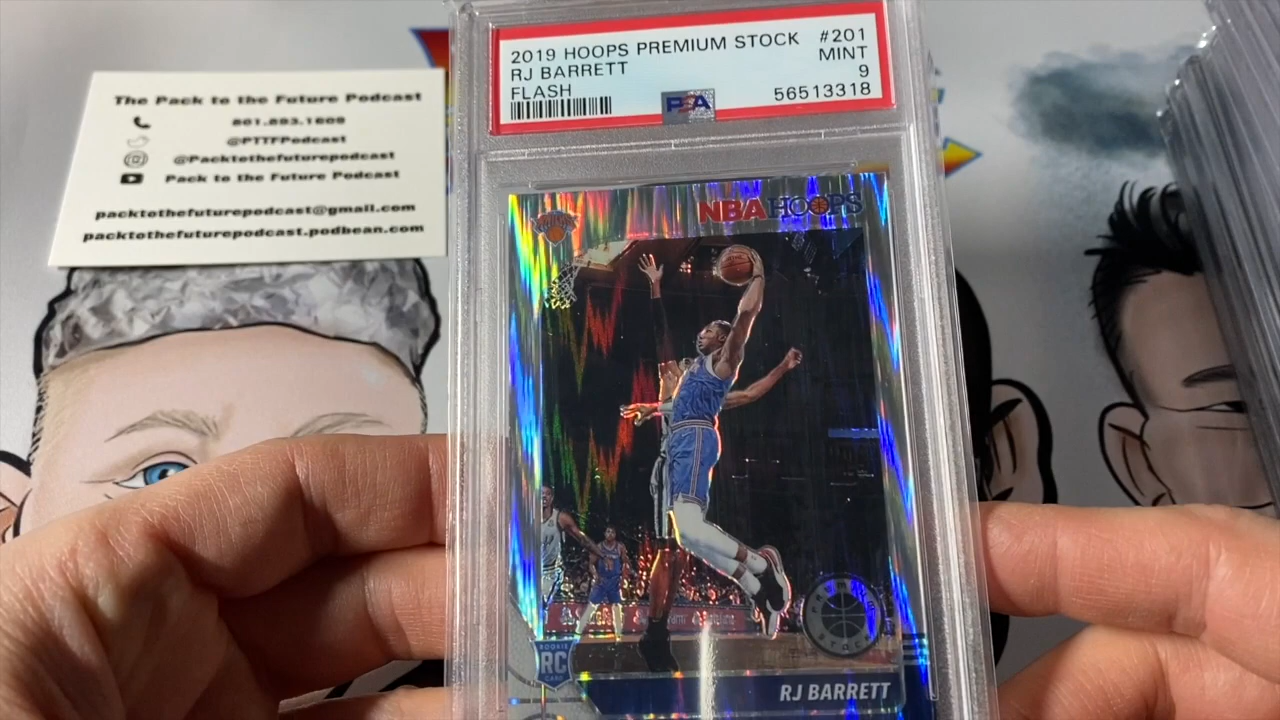 The Pack to the Future Podcast
801.893.1609
@PTTFPodcast
@Packtothefuturepodcast
Pack to the Future Podcast
packtothefuturepodcast@gmail.com
packtothefuturepodcast.podbean.com
2019 HOOPS PREMIUM STOCK #201
RJ BARRETT MINT
FLASH 9
PSA 56513318
NBA HOOPS
ROOKIE
RC
CARD
RJ BARRETT